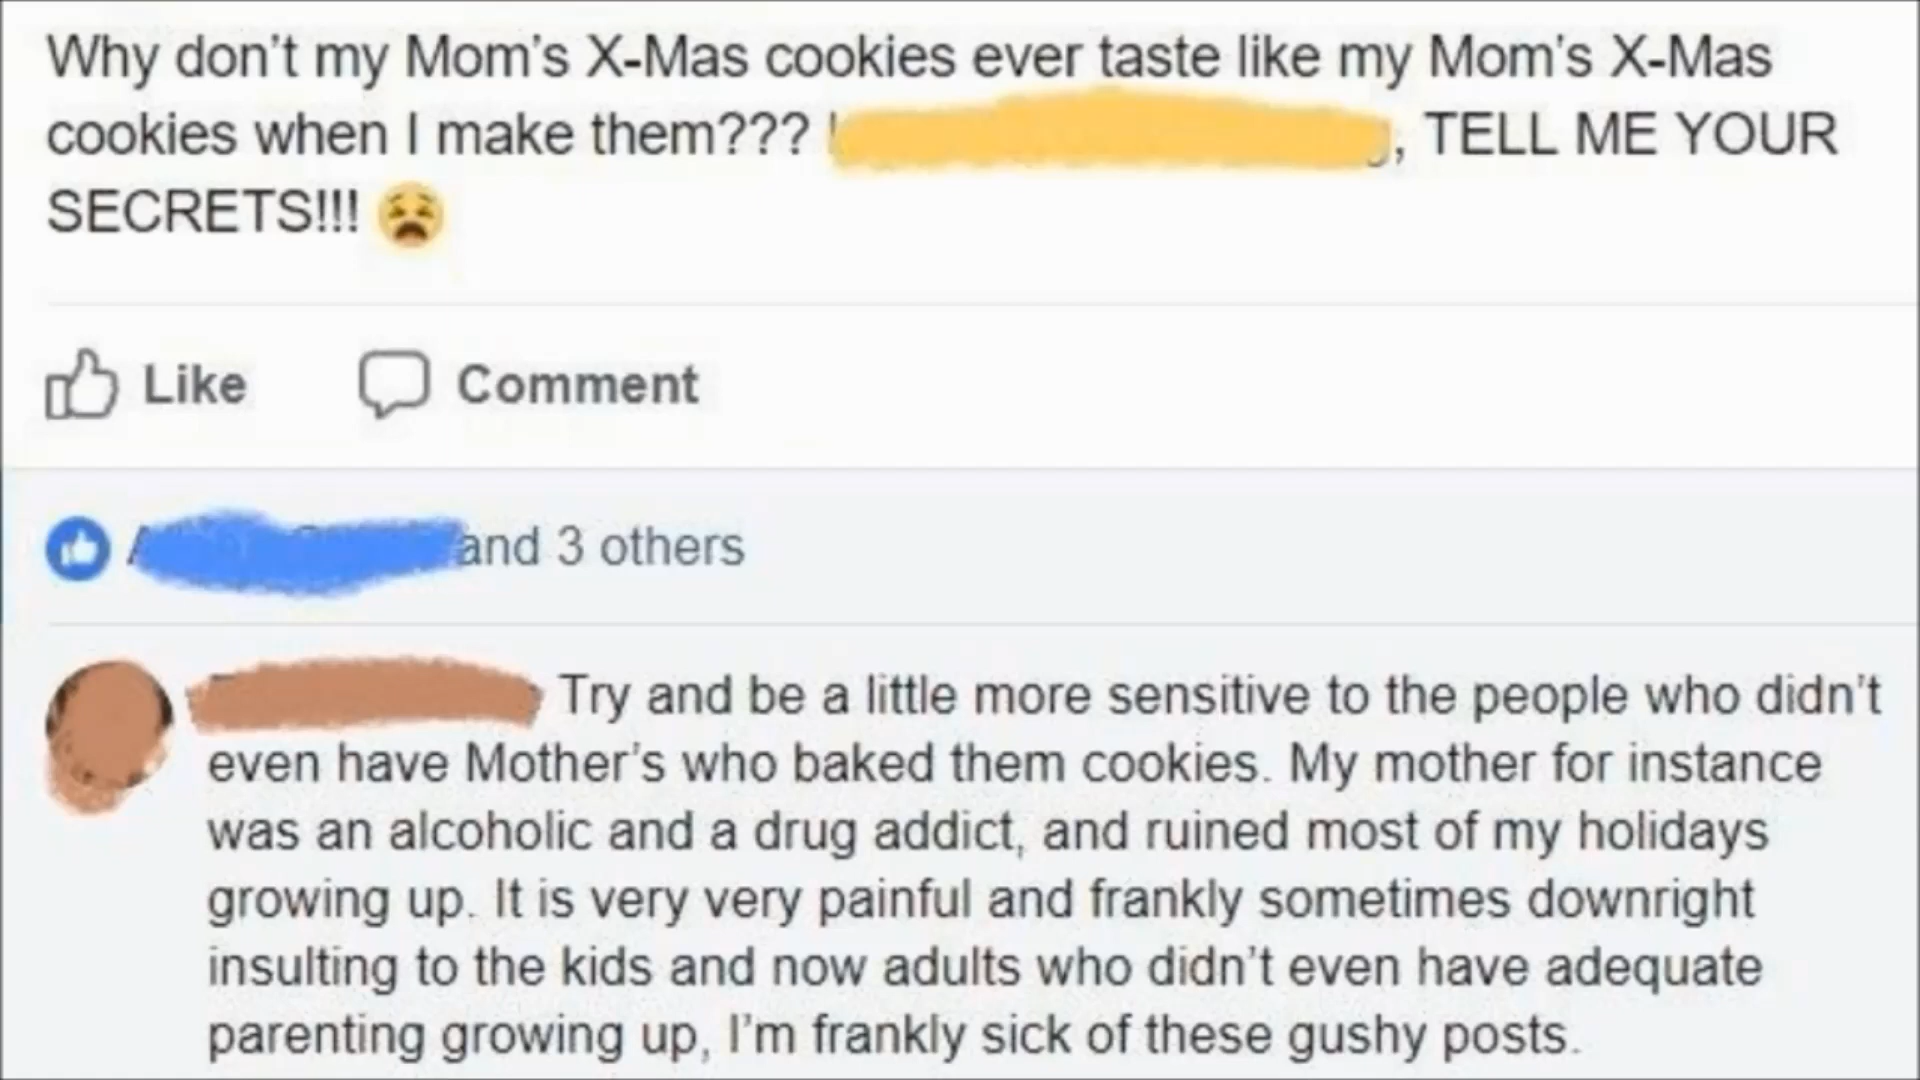 Why don't my Mom's X-Mas cookies ever taste like my Mom's X-Mas
cookies when I make them??? , TELL ME YOUR
SECRETS!!!
Like Comment
and 3 others
Try and be a little more sensitive to the people who didn't
even have Mother's who baked them cookies. My mother for instance
was an alcoholic and a drug addict, and ruined most of my holidays
growing up. It is very very painful and frankly sometimes downright
insulting to the kids and now adults who didn't even have adequate
parenting growing up, I'm frankly sick of these gushy posts.